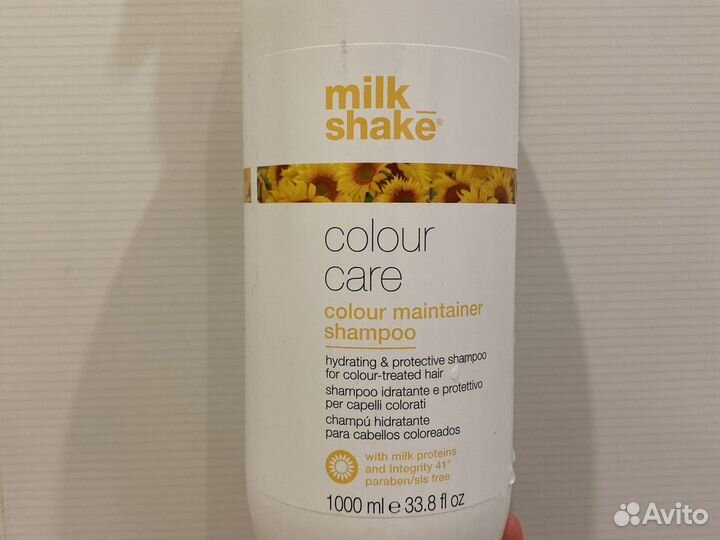 milk
shake®
colour
care
colour maintainer
shampoo
hydrating & protective shampoo
for colour-treated hair
shampoo idratante e protettivo
per capelli colorati
champú hidratante
para cabellos coloreados
with milk proteins
and Integrity 41®
paraben/sls free
1000 ml e 33.8 fl oz
Avito